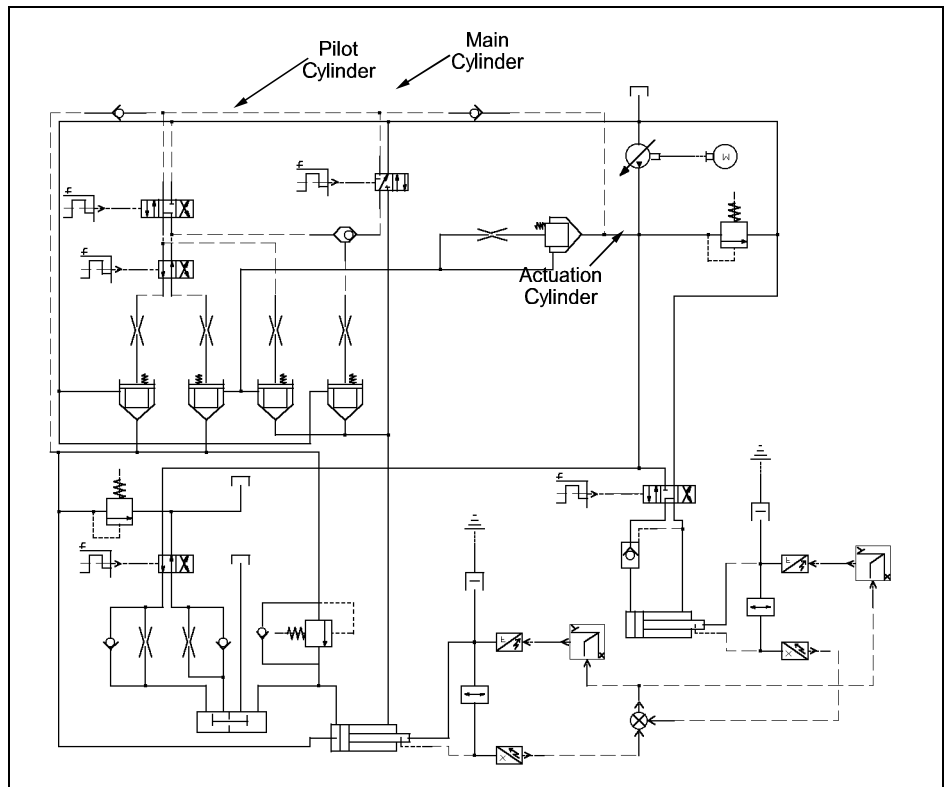 Pilot
Cylinder
Main
Cylinder
Actuation
Cylinder
f
f
f
M
f
f
F
Y
X
F
Y
X
X
X